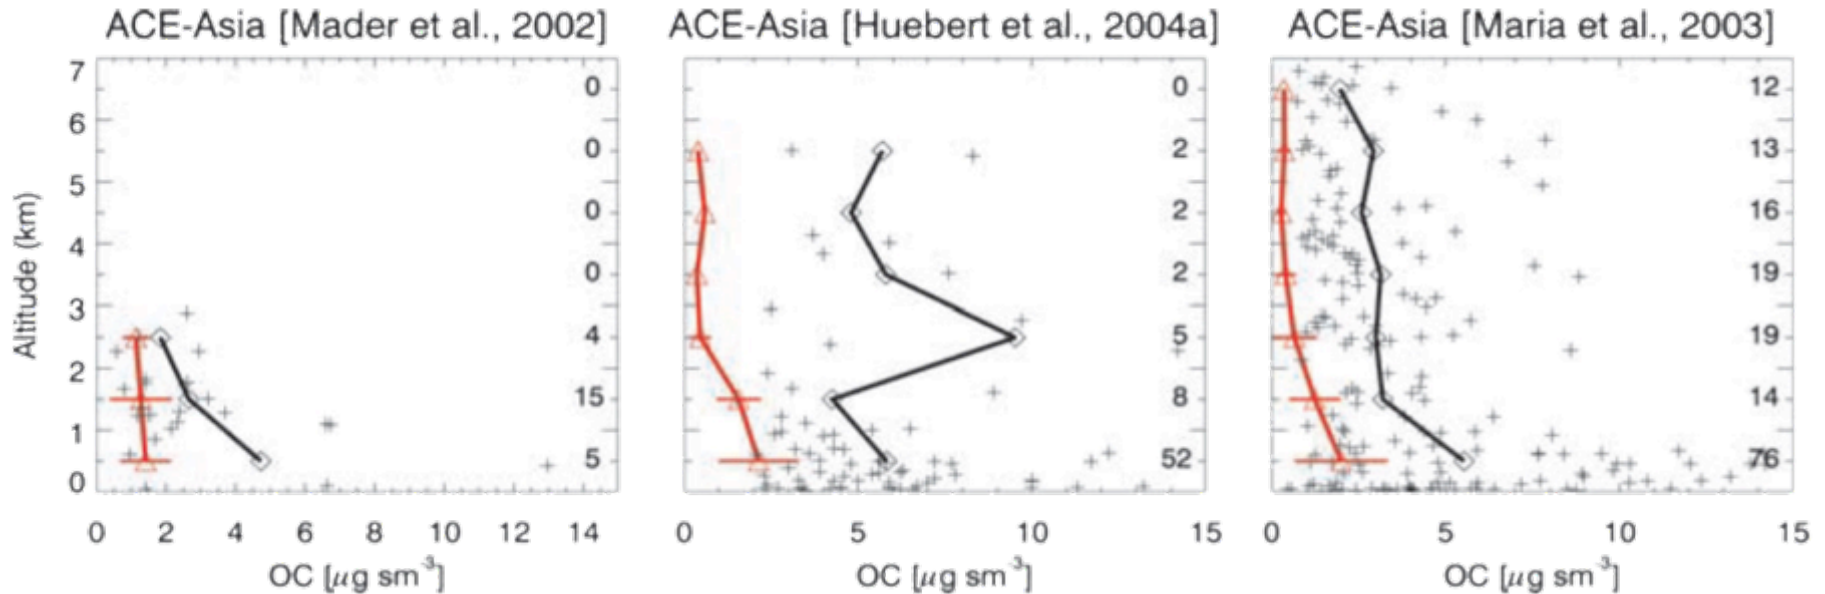 ACE-Asia [Mader et al., 2002]
Altitude (km)
7
6
5
4
3
2
1
0
0
0
0
0
4
15
5
0 2 4 6 8 10 12 14
OC [μg sm⁻³]
ACE-Asia [Huebert et al., 2004a]
0
2
2
2
5
8
52
0 5 10 15
OC [μg sm⁻³]
ACE-Asia [Maria et al., 2003]
12
13
16
19
19
14
76
0 5 10 15
OC [μg sm⁻³]